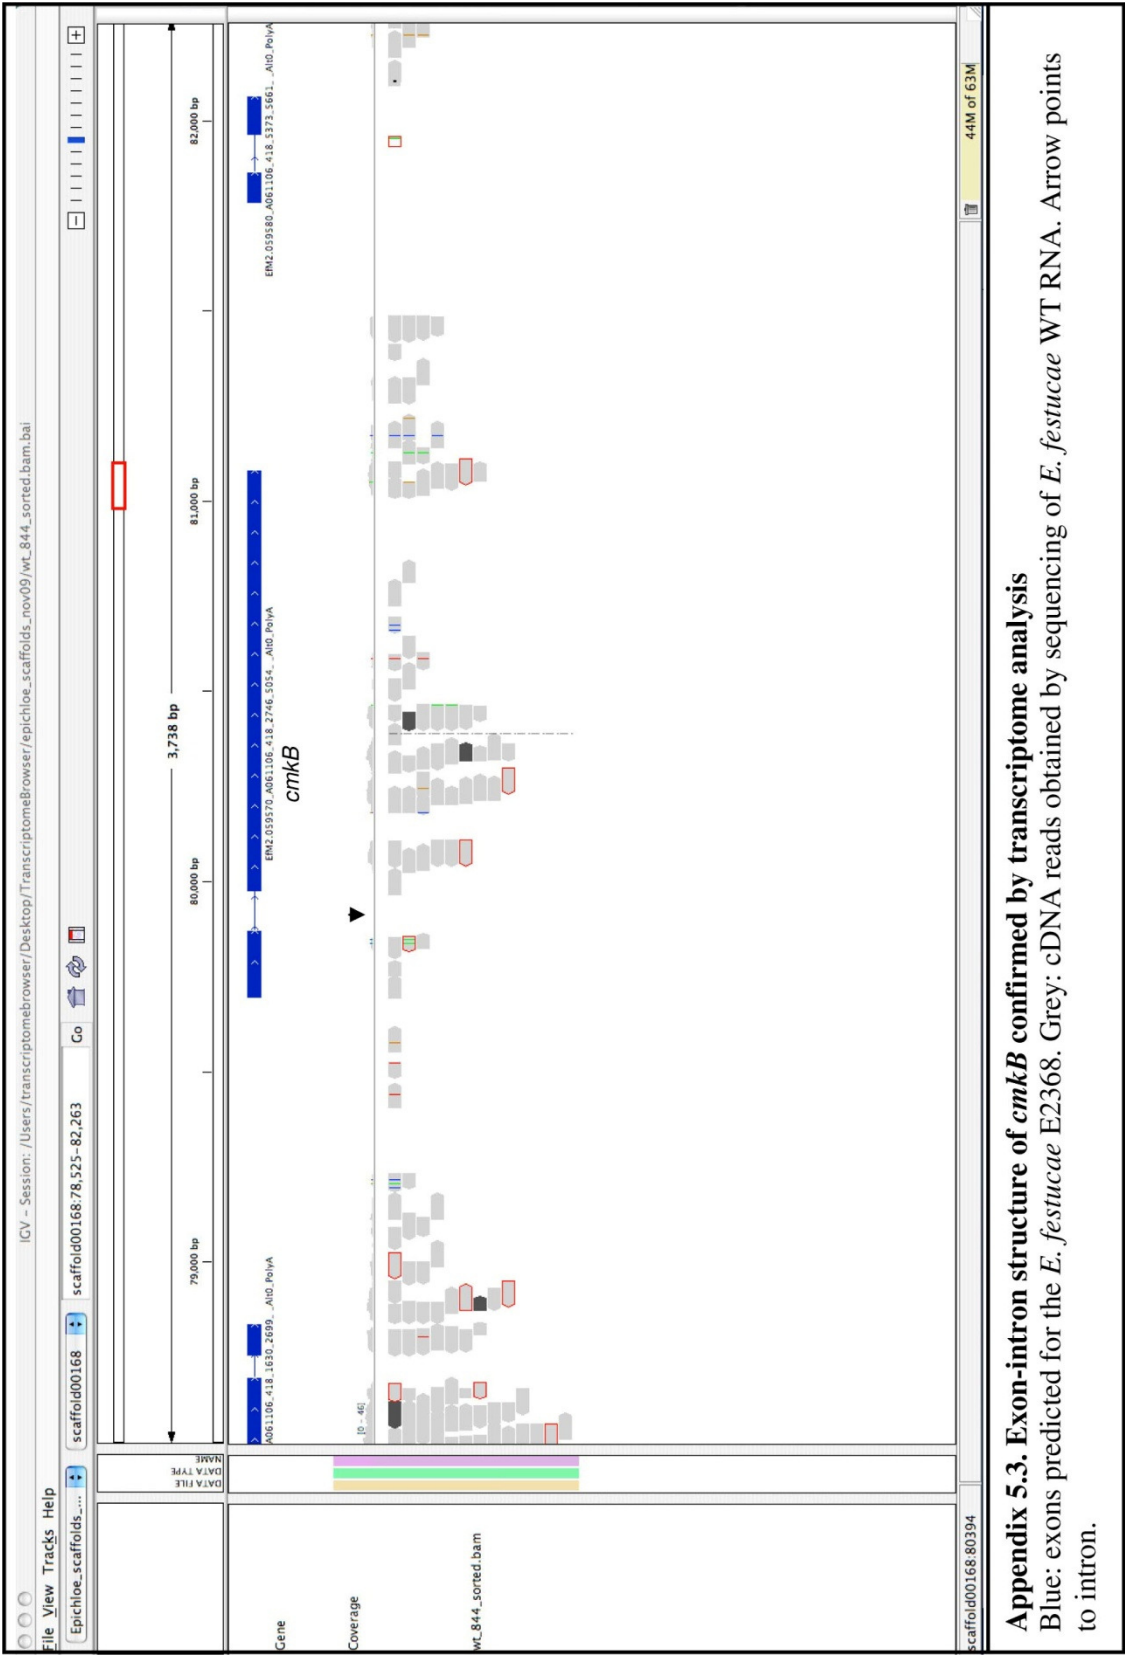 IGV - Session: /Users/transcriptomebrowser/Desktop/TranscriptomeBrowser/epichloe_scaffolds_nov09/wt_844_sorted.bam.bai
File View Tracks Help
Epichloe_scaffolds_... scaffold00168 scaffold00168:78,525-82,263 Go
NAME
DATA TYPE
DATA FILE
3,738 bp
79,000 bp 80,000 bp 81,000 bp 82,000 bp
Gene
A061106_418_1630_2699__Alt0_PolyA EfM2.059570_A061106_418_2746_5054__Alt0_PolyA EfM2.059580_A061106_418_5373_5661__Alt0_PolyA
cmkB
Coverage
[0 - 46]
wt_844_sorted.bam
scaffold00168:80394 44M of 63M
Appendix 5.3. Exon-intron structure of cmkB confirmed by transcriptome analysis
Blue: exons predicted for the E. festucae E2368. Grey: cDNA reads obtained by sequencing of E. festucae WT RNA. Arrow points
to intron.